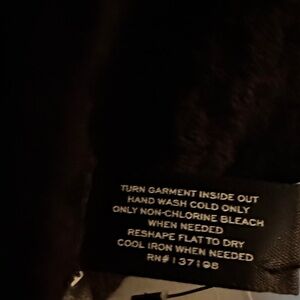 TURN GARMENT INSIDE OUT
HAND WASH COLD ONLY
ONLY NON-CHLORINE BLEACH
WHEN NEEDED
RESHAPE FLAT TO DRY
COOL IRON WHEN NEEDED
RN#137198